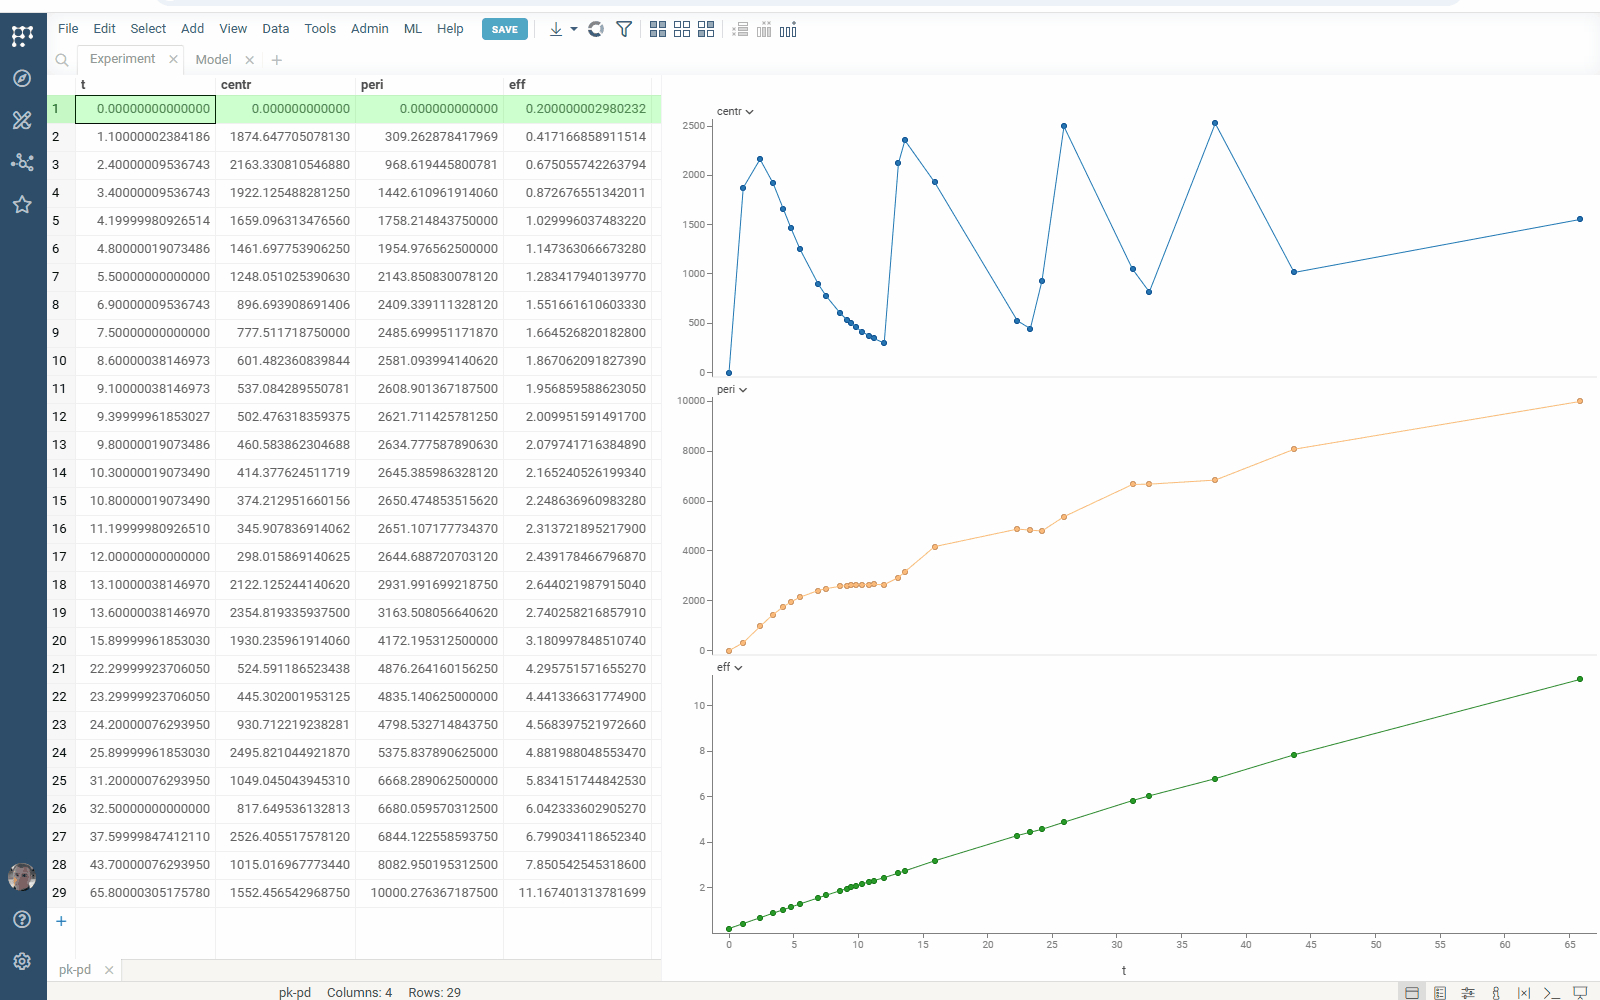 File Edit Select Add View Data Tools Admin ML Help SAVE
Experiment Model
t centr peri eff
1 0.00000000000000 0.000000000000 0.000000000000 0.200000002980232
2 1.10000002384186 1874.647705078130 309.262878417969 0.417166858911514
3 2.40000009536743 2163.330810546880 968.619445800781 0.675055742263794
4 3.40000009536743 1922.125488281250 1442.610961914060 0.872676551342011
5 4.19999980926514 1659.096313476560 1758.214843750000 1.029996037483220
6 4.80000019073486 1461.697753906250 1954.976562500000 1.147363066673280
7 5.50000000000000 1248.051025390630 2143.850830078120 1.283417940139770
8 6.90000009536743 896.693908691406 2409.339111328120 1.551661610603330
9 7.50000000000000 777.511718750000 2485.699951171870 1.664526820182800
10 8.60000038146973 601.482360839844 2581.093994140620 1.867062091827390
11 9.10000038146973 537.084289550781 2608.901367187500 1.956859588623050
12 9.39999961853027 502.476318359375 2621.711425781250 2.009951591491700
13 9.80000019073486 460.583862304688 2634.777587890630 2.079741716384890
14 10.30000019073490 414.377624511719 2645.385986328120 2.165240526199340
15 10.80000019073490 374.212951660156 2650.474853515620 2.248636960983280
16 11.19999980926510 345.907836914062 2651.107177734370 2.313721895217900
17 12.00000000000000 298.015869140625 2644.688720703120 2.439178466796870
18 13.10000038146970 2122.125244140620 2931.991699218750 2.644021987915040
19 13.60000038146970 2354.819335937500 3163.508056640620 2.740258216857910
20 15.89999961853030 1930.235961914060 4172.195312500000 3.180997848510740
21 22.29999923706050 524.591186523438 4876.264160156250 4.295751571655270
22 23.29999923706050 445.302001953125 4835.140625000000 4.441336631774900
23 24.20000076293950 930.712219238281 4798.532714843750 4.568397521972660
24 25.89999961853030 2495.821044921870 5375.837890625000 4.881988048553470
25 31.20000076293950 1049.045043945310 6668.289062500000 5.834151744842530
26 32.50000000000000 817.649536132813 6680.059570312500 6.042333602905270
27 37.59999847412110 2526.405517578120 6844.122558593750 6.799034118652340
28 43.70000076293950 1015.016967773440 8082.950195312500 7.850542545318600
29 65.80000305175780 1552.456542968750 10000.276367187500 11.167401313781699
centr
2500
2000
1500
1000
500
0
peri
10000
8000
6000
4000
2000
0
eff
10
8
6
4
2
0 5 10 15 20 25 30 35 40 45 50 55 60 65
t
pk-pd
pk-pd Columns: 4 Rows: 29